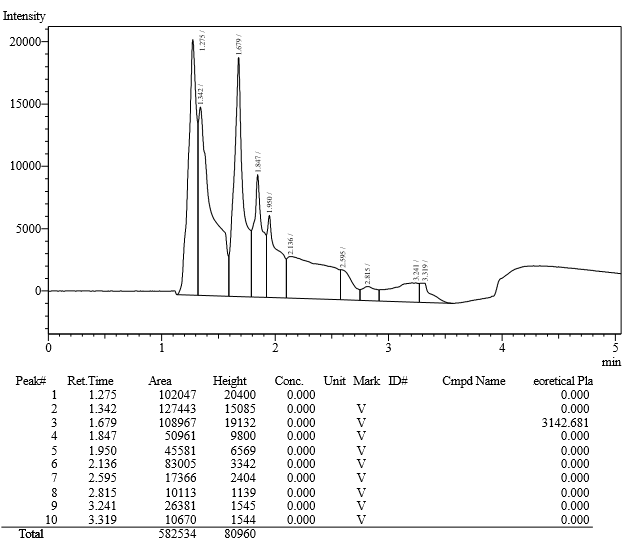 Intensity
20000
15000
10000
5000
0
1.275 /
1.342 /
1.679 /
1.847 /
1.950 /
2.136 /
2.595 /
2.815 /
3.241 /
3.319 /
0 1 2 3 4 5
min
Peak# Ret.Time Area Height Conc. Unit Mark ID# Cmpd Name eoretical Pla
1 1.275 102047 20400 0.000 0.000
2 1.342 127443 15085 0.000 V 0.000
3 1.679 108967 19132 0.000 V 3142.681
4 1.847 50961 9800 0.000 V 0.000
5 1.950 45581 6569 0.000 V 0.000
6 2.136 83005 3342 0.000 V 0.000
7 2.595 17366 2404 0.000 V 0.000
8 2.815 10113 1139 0.000 V 0.000
9 3.241 26381 1545 0.000 V 0.000
10 3.319 10670 1544 0.000 V 0.000
Total 582534 80960